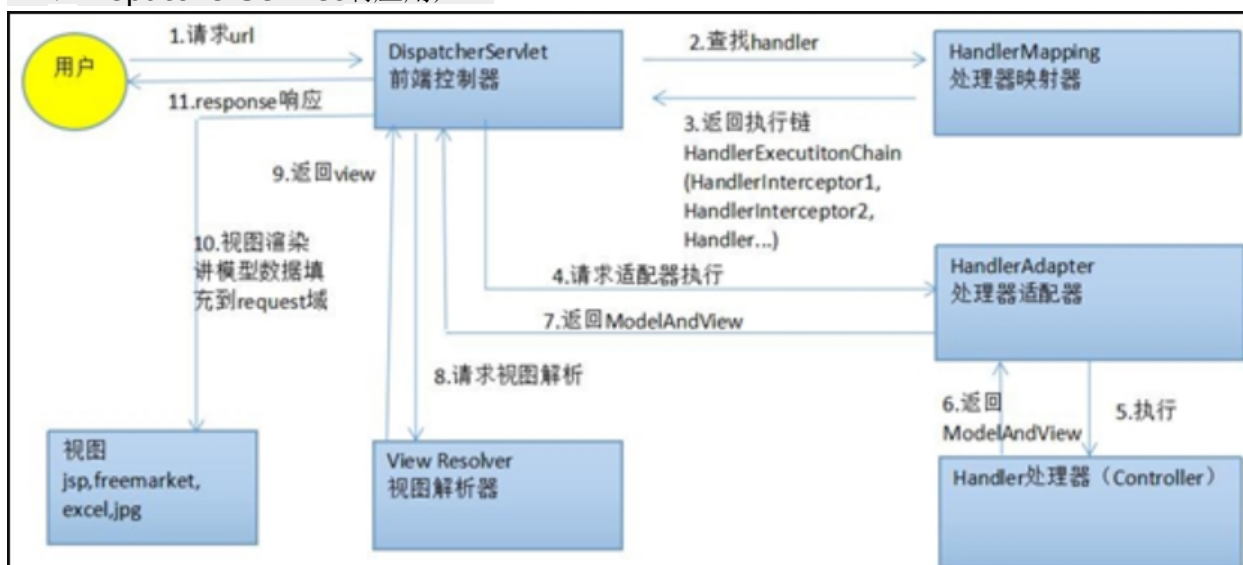 1.请求url
用户
DispatcherServlet
前端控制器
2.查找handler
HandlerMapping
处理器映射器
11.response响应
3.返回执行链
HandlerExecutitonChain
(HandlerInterceptor1,
HandlerInterceptor2,
Handler...)
9.返回view
10.视图渲染
讲模型数据填
充到request域
4.请求适配器执行
HandlerAdapter
处理器适配器
7.返回ModelAndView
8.请求视图解析
6.返回
ModelAndView
5.执行
视图
jsp,freemarket,
excel,jpg
View Resolver
视图解析器
Handler处理器（Controller）